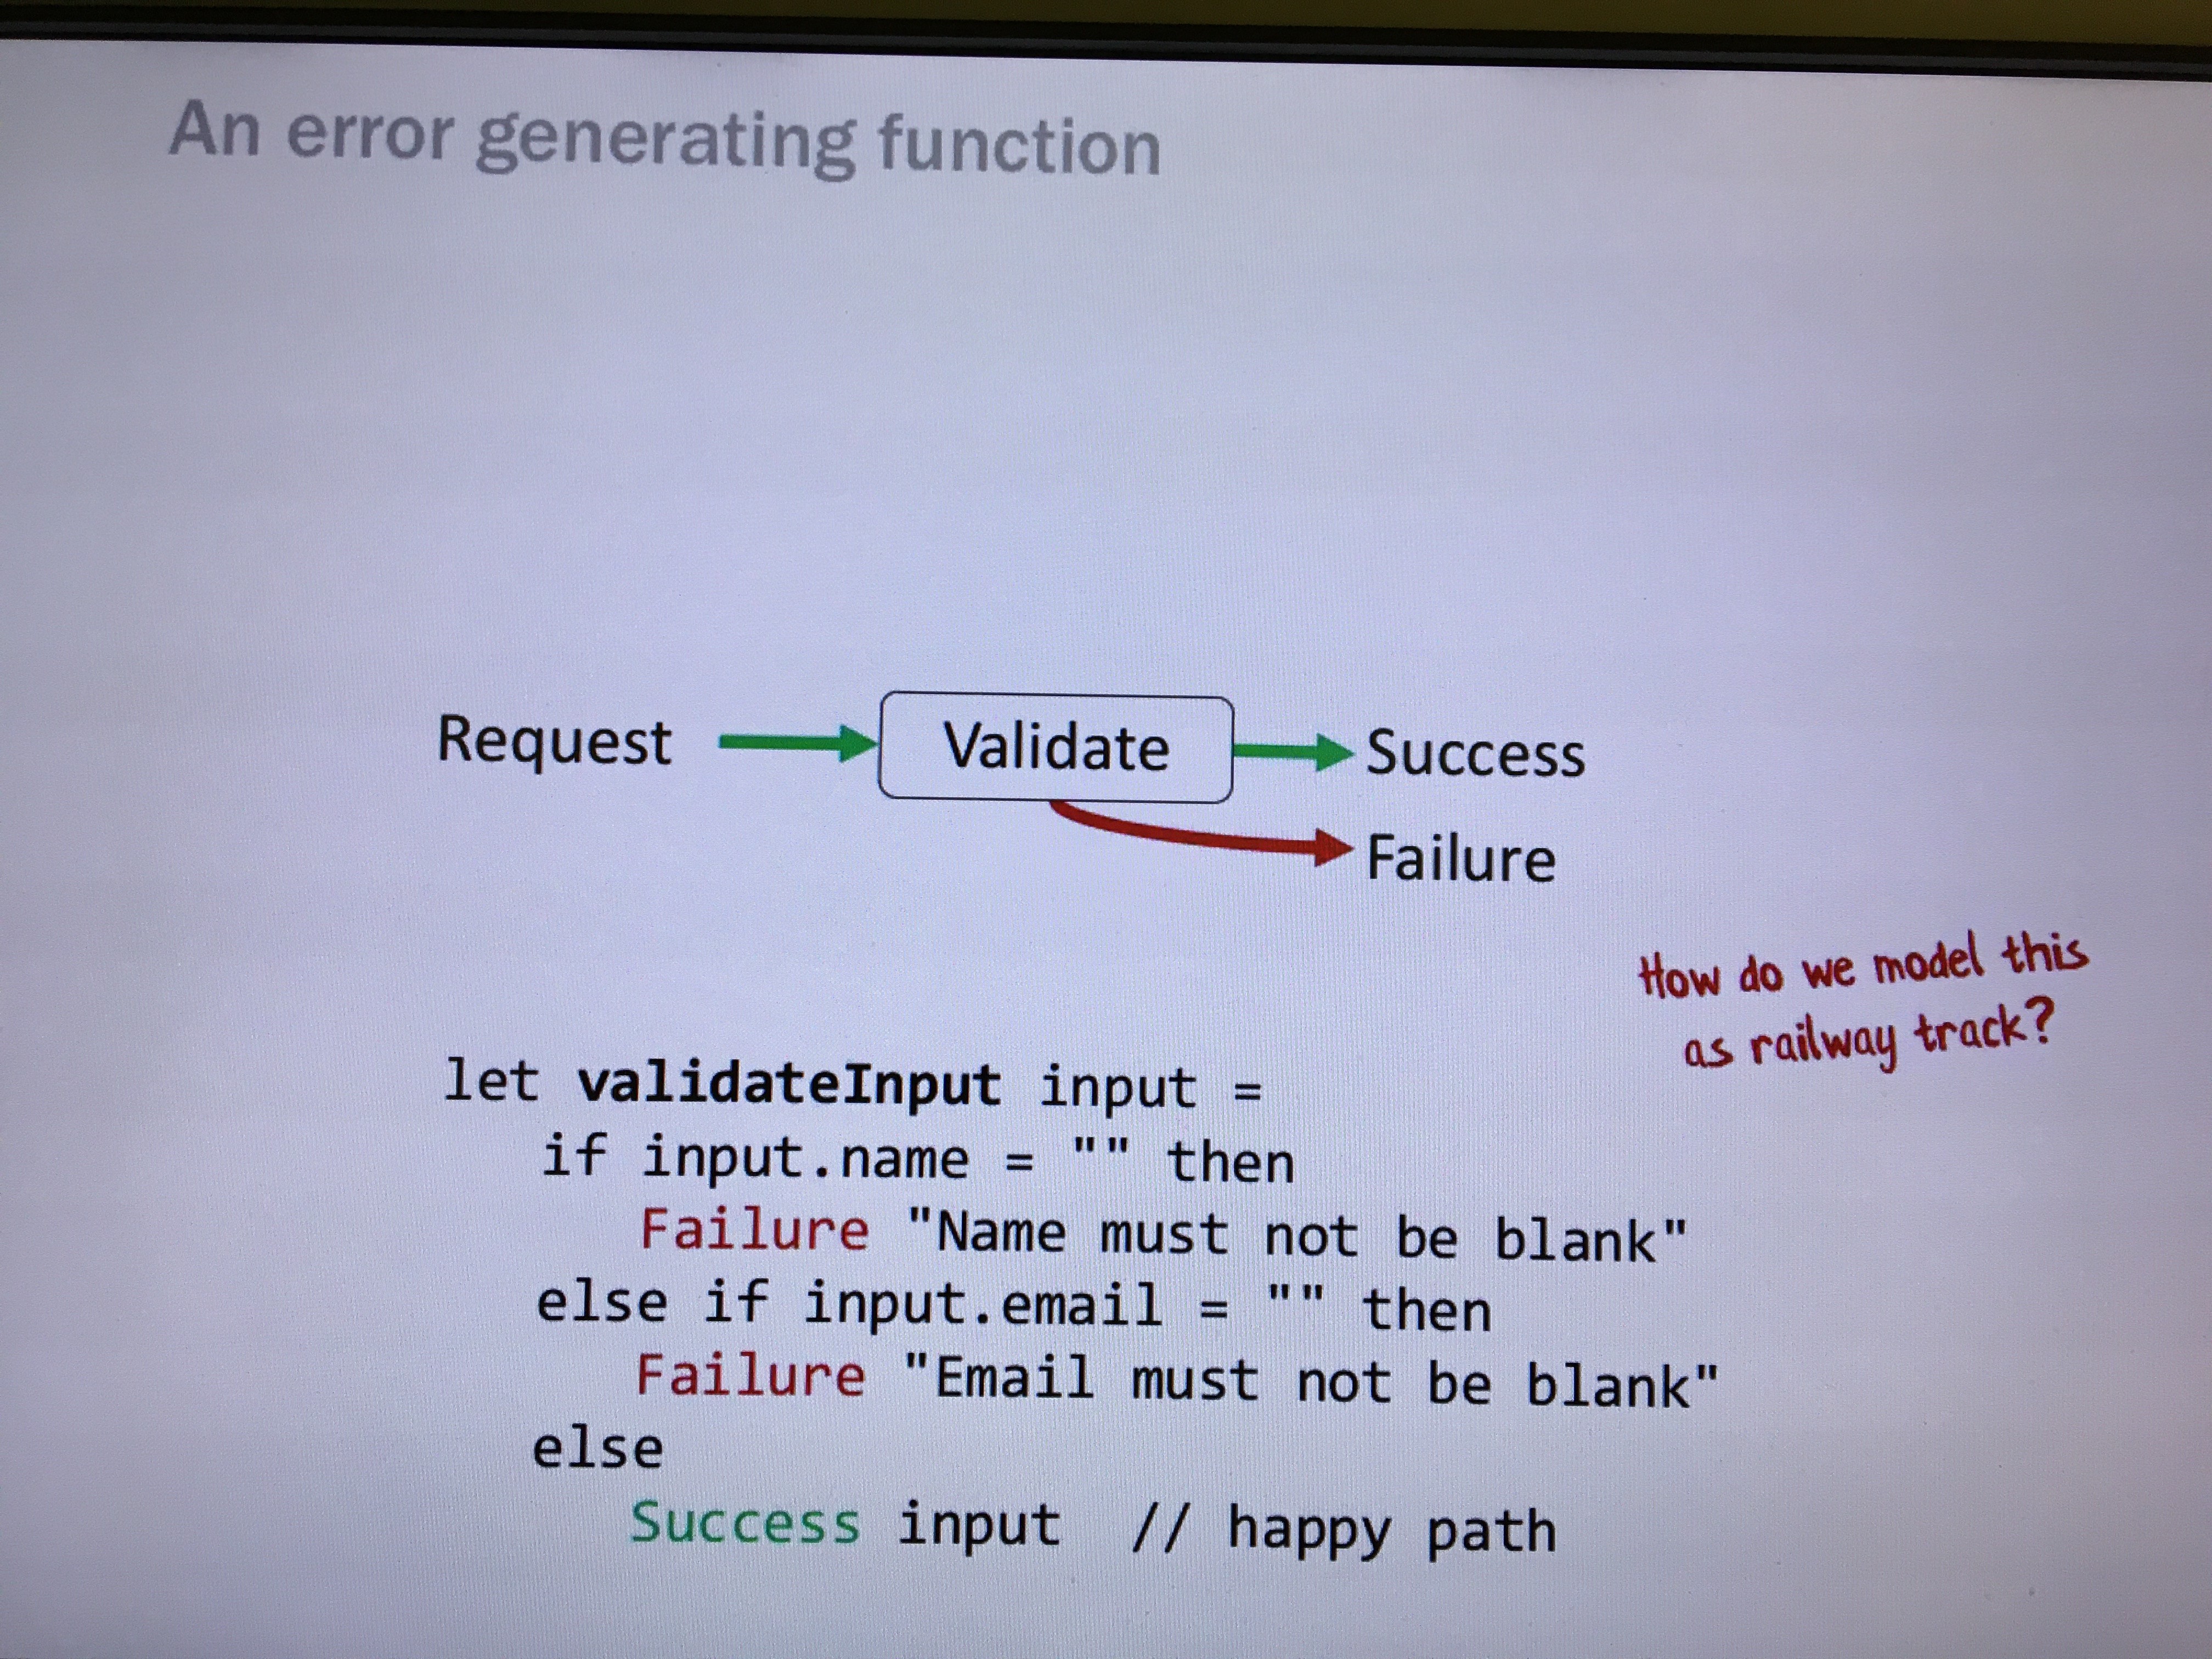 An error generating function
Request
Validate
Success
Failure
How do we model this
as railway track?
let validateInput input =
if input.name = "" then
Failure "Name must not be blank"
else if input.email = "" then
Failure "Email must not be blank"
else
Success input // happy path